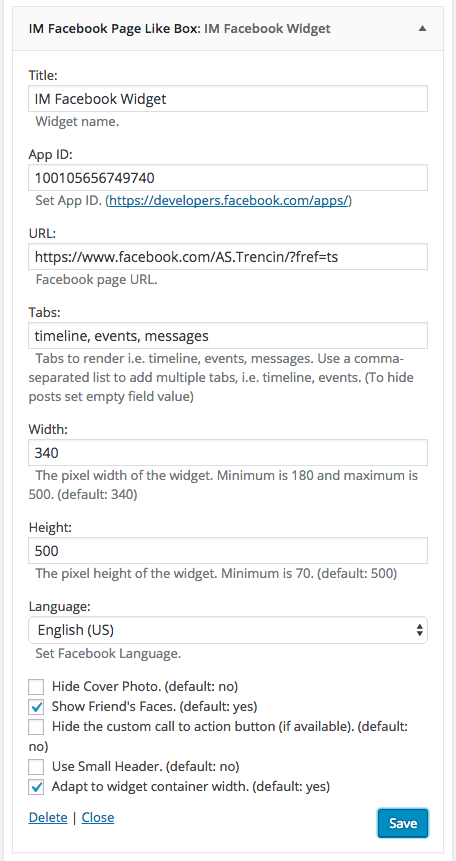 IM Facebook Page Like Box: IM Facebook Widget
Title:
IM Facebook Widget
Widget name.
App ID:
100105656749740
Set App ID. (https://developers.facebook.com/apps/)
URL:
https://www.facebook.com/AS.Trencin/?fref=ts
Facebook page URL.
Tabs:
timeline, events, messages
Tabs to render i.e. timeline, events, messages. Use a comma-
separated list to add multiple tabs, i.e. timeline, events. (To hide
posts set empty field value)
Width:
340
The pixel width of the widget. Minimum is 180 and maximum is
500. (default: 340)
Height:
500
The pixel height of the widget. Minimum is 70. (default: 500)
Language:
English (US)
Set Facebook Language.
Hide Cover Photo. (default: no)
Show Friend's Faces. (default: yes)
Hide the custom call to action button (if available). (default:
no)
Use Small Header. (default: no)
Adapt to widget container width. (default: yes)
Delete | Close
Save